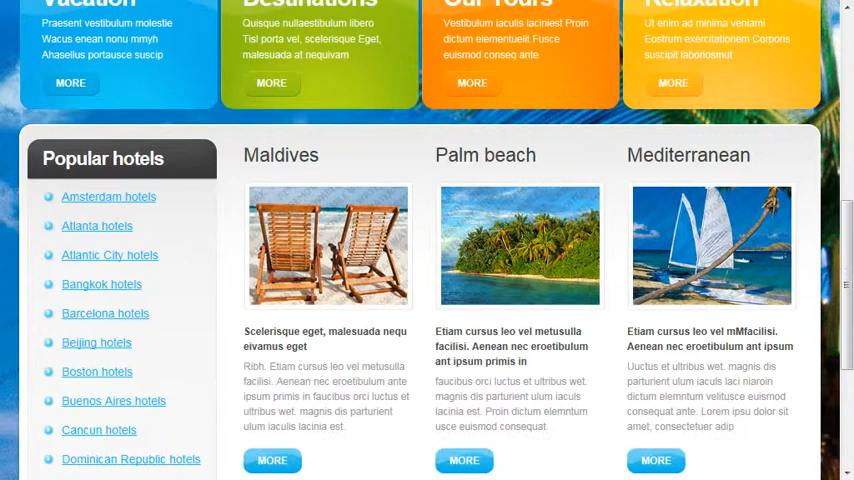 Vacation
Praesent vestibulum molestie
Wacus enean nonu mmyh
Ahasellus portausce suscip
MORE
Destinations
Quisque nullaestibulum libero
Tisl porta vel, scelerisque Eget,
malesuada at nequivam
MORE
Our Tours
Vestibulum iaculis laciniest Proin
dictum elementuelit Fusce
euismod conseq ante
MORE
Relaxation
Ut enim ad minima veniami
Eostrum exercitationem Corporis
suscipit laboriosmut
MORE
Popular hotels
Amsterdam hotels
Atlanta hotels
Atlantic City hotels
Bangkok hotels
Barcelona hotels
Beijing hotels
Boston hotels
Buenos Aires hotels
Cancun hotels
Dominican Republic hotels
Maldives
Scelerisque eget, malesuada nequ
eivamus eget
Ribh. Etiam cursus leo vel metusulla
facilisi. Aenean nec eroetibulum ante
ipsum primis in faucibus orci luctus et
ultribus wet. magnis dis parturient
ulum iaculis lacinia est.
MORE
Palm beach
Etiam cursus leo vel metusulla
facilisi. Aenean nec eroetibulum
ant ipsum primis in
faucibus orci luctus et ultribus wet.
magnis dis parturient ulum iaculis
lacinia est. Proin dictum elemntum
usce euismod consequat.
MORE
Mediterranean
Etiam cursus leo vel mMfacilisi.
Aenean nec eroetibulum ant ipsum
Uuctus et ultribus wet. magnis dis
parturient ulum iaculis laci niaroin
dictum elemntum velitusce euismod
consequat ante. Lorem ipsu dolor sit
amet, consectetuer adip
MORE